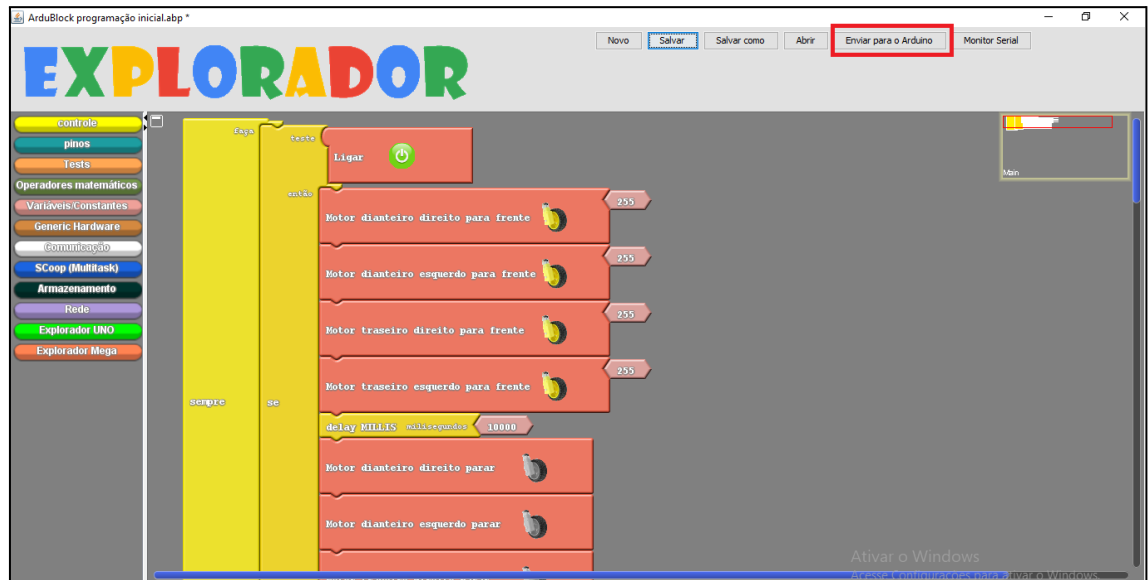 ArduBlock programação inicial.abp *
Novo Salvar Salvar como Abrir Enviar para o Arduino Monitor Serial
EXPLORADOR
controle
pinos
Tests
Operadores matemáticos
Variáveis/Constantes
Generic Hardware
Comunicação
SCoop (Multitask)
Armazenamento
Rede
Explorador UNO
Explorador Mega
sempre
faça
se
teste
Ligar
então
Motor dianteiro direito para frente 255
Motor dianteiro esquerdo para frente 255
Motor traseiro direito para frente 255
Motor traseiro esquerdo para frente 255
delay MILLIS milisegundos 10000
Motor dianteiro direito parar
Motor dianteiro esquerdo parar
Main
Ativar o Windows
Acesse Configurações para ativar o Windows.